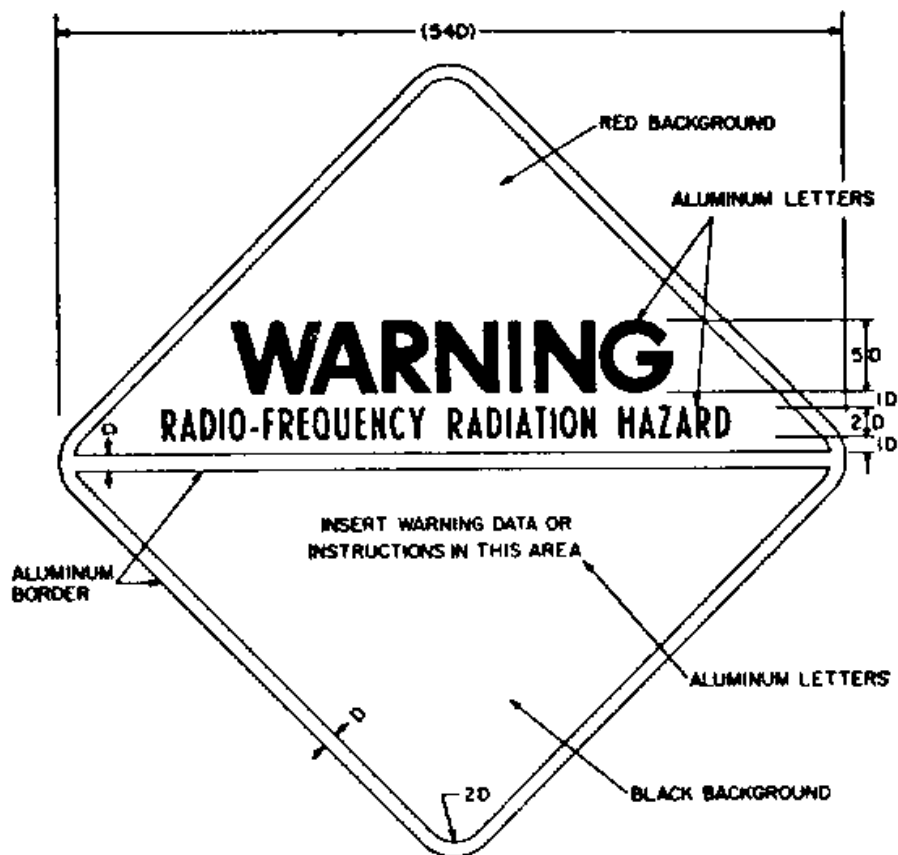 (54D)
RED BACKGROUND
ALUMINUM LETTERS
WARNING
5D
1D
RADIO-FREQUENCY RADIATION HAZARD
2D
1D
D
INSERT WARNING DATA OR
INSTRUCTIONS IN THIS AREA
ALUMINUM
BORDER
ALUMINUM LETTERS
D
2D
BLACK BACKGROUND